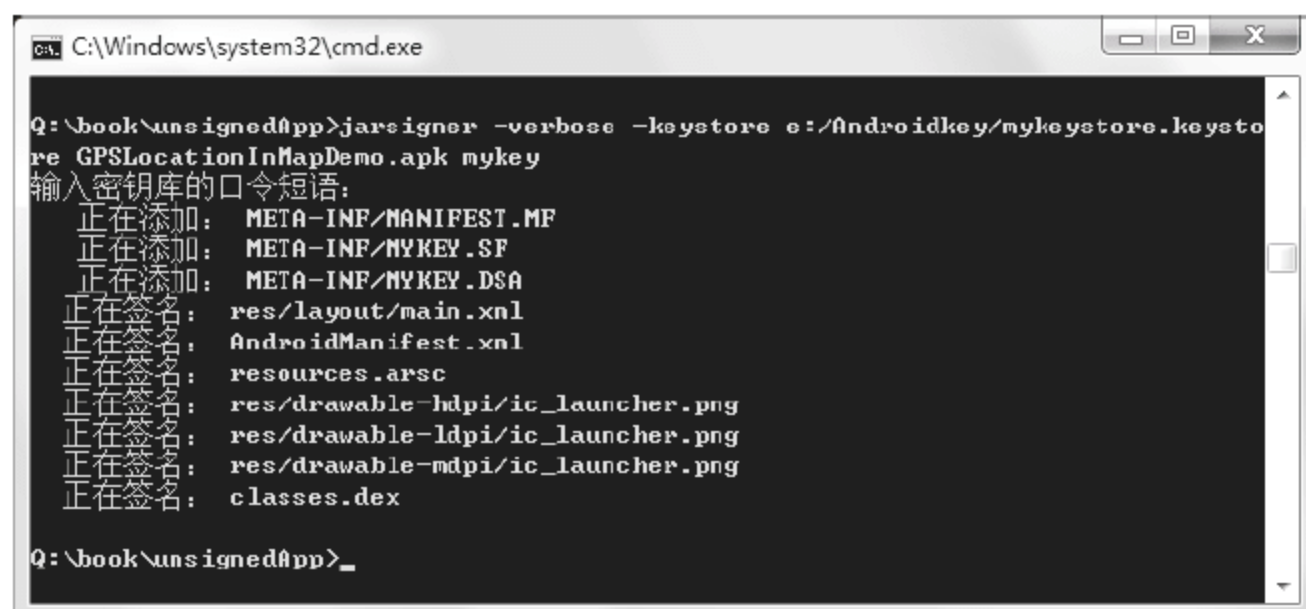 C:\Windows\system32\cmd.exe
Q:\book\unsignedApp>jarsigner -verbose -keystore e:/Androidkey/mykeystore.keysto
re GPSLocationInMapDemo.apk mykey
输入密钥库的口令短语:
正在添加: META-INF/MANIFEST.MF
正在添加: META-INF/MYKEY.SF
正在添加: META-INF/MYKEY.DSA
正在签名: res/layout/main.xml
正在签名: AndroidManifest.xml
正在签名: resources.arsc
正在签名: res/drawable-hdpi/ic_launcher.png
正在签名: res/drawable-ldpi/ic_launcher.png
正在签名: res/drawable-mdpi/ic_launcher.png
正在签名: classes.dex
Q:\book\unsignedApp>_